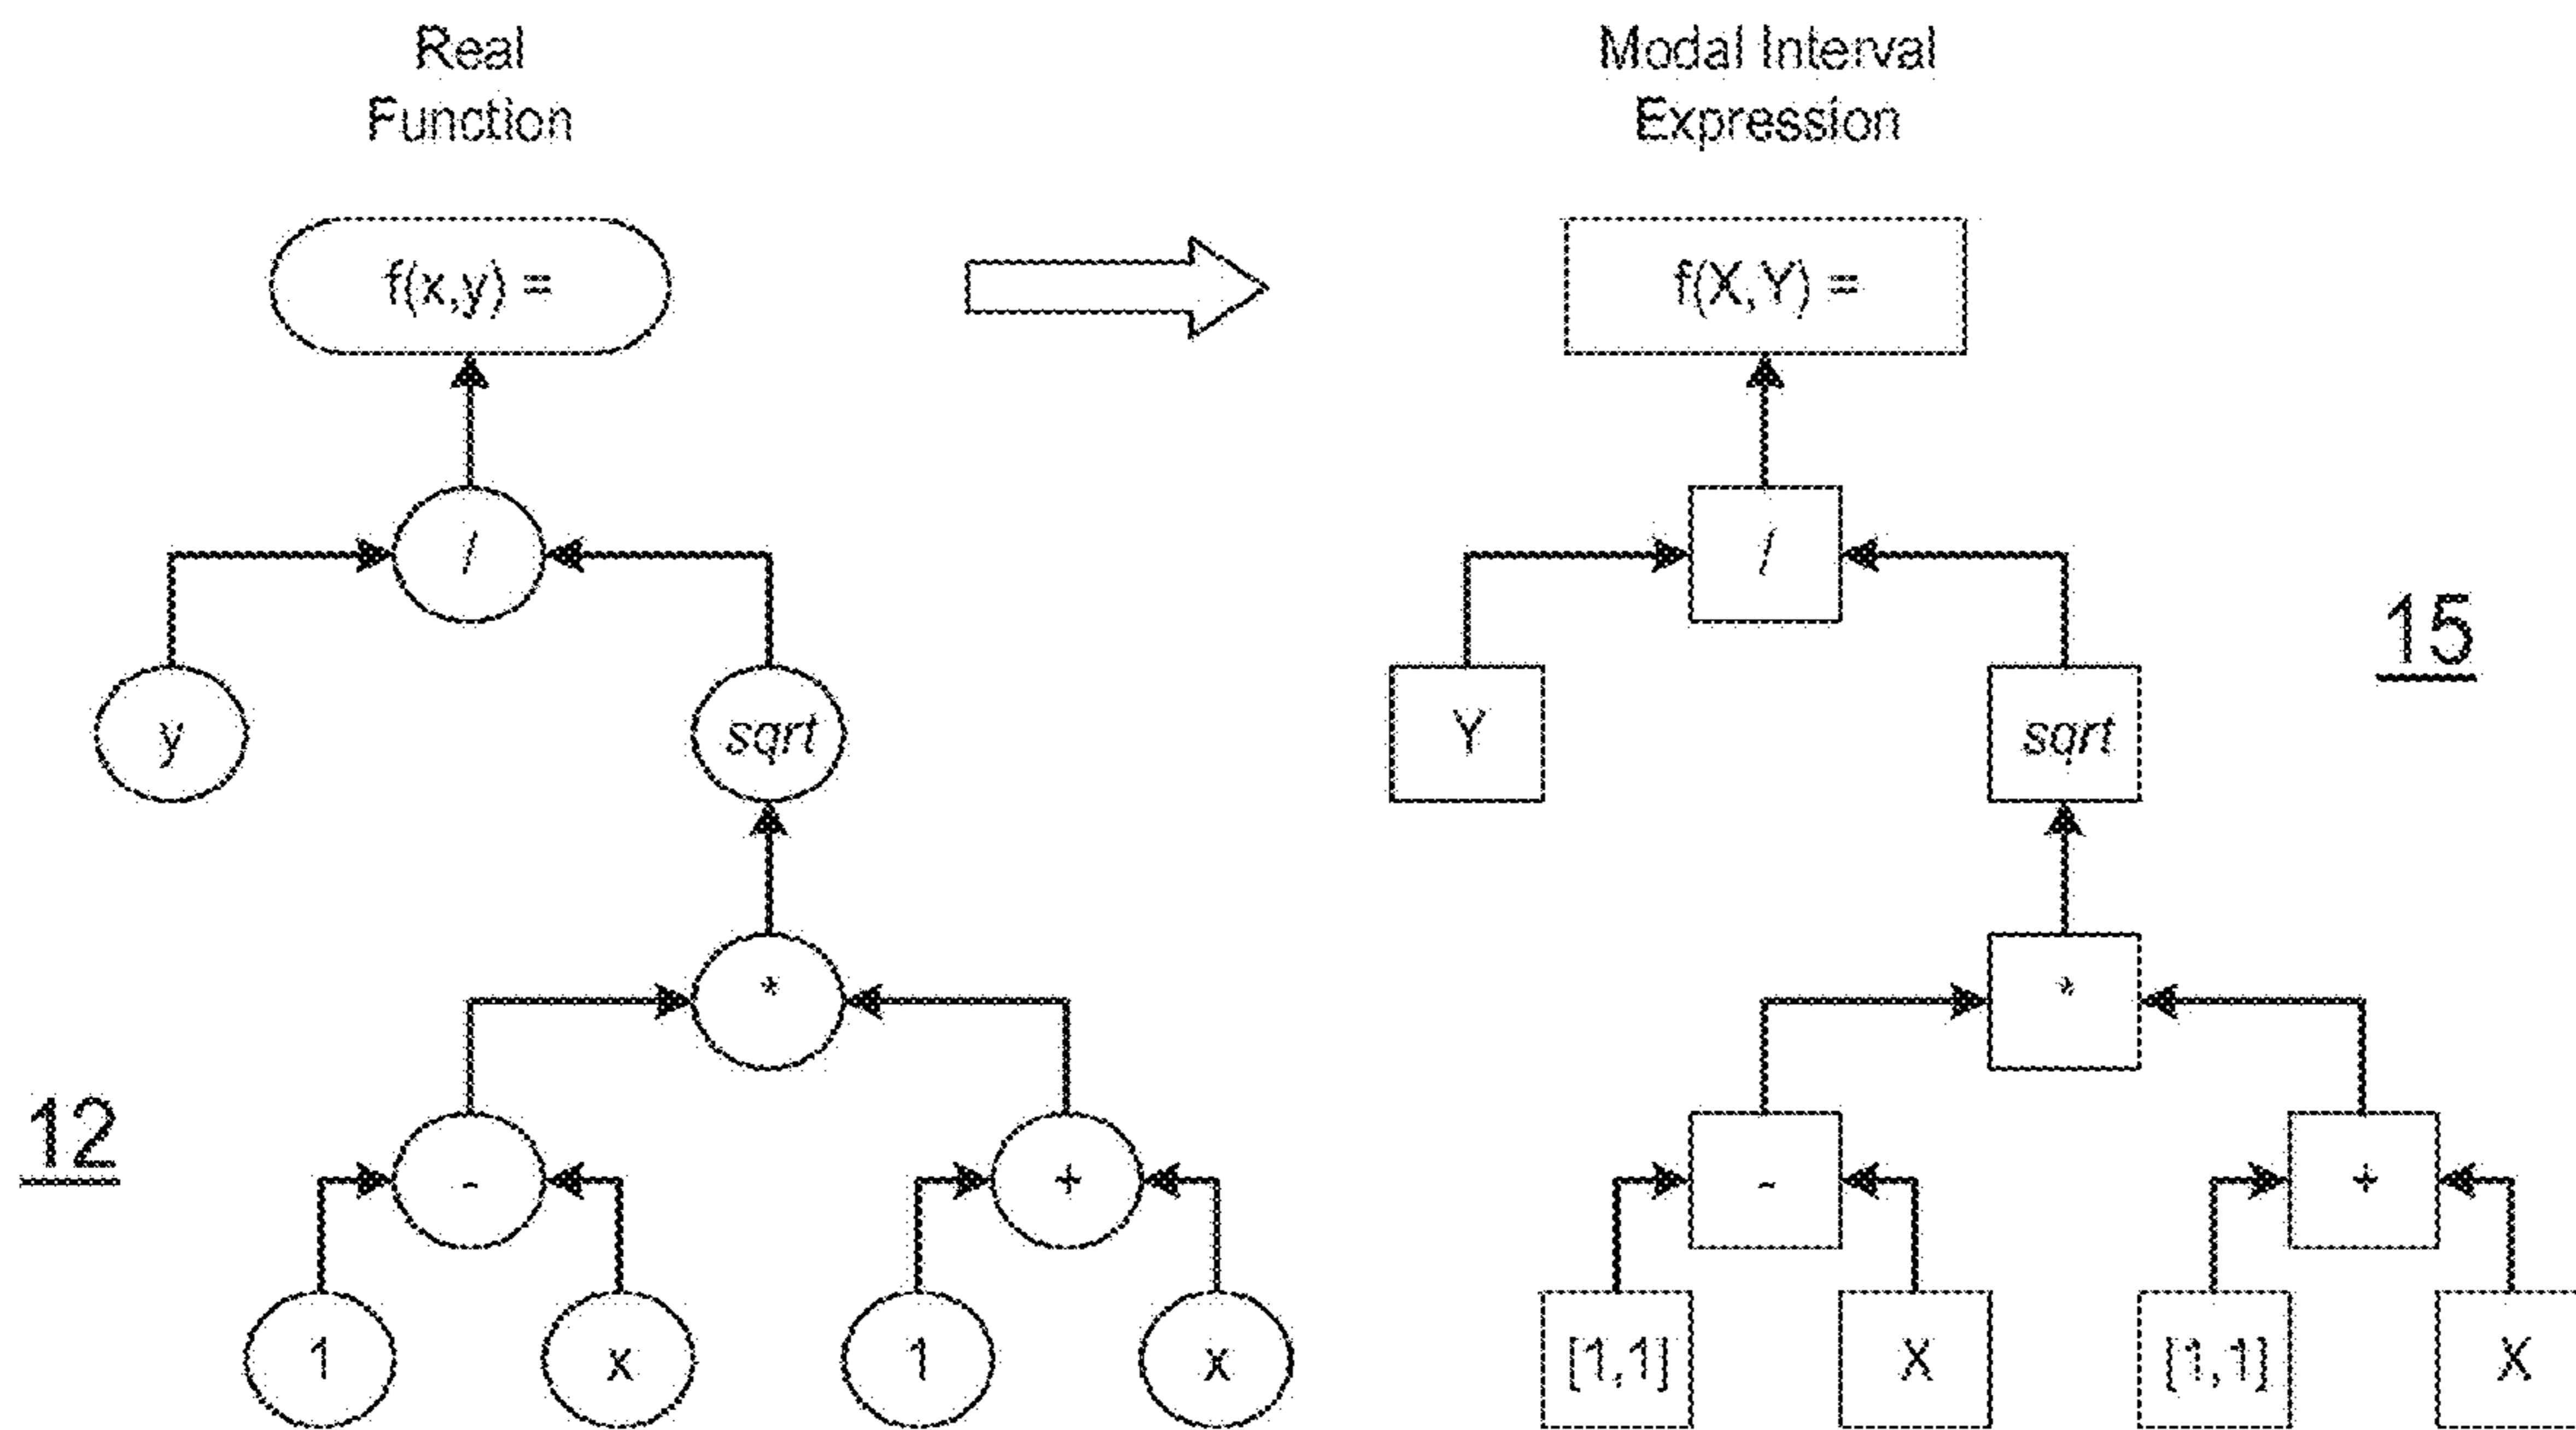 Real
Function
Modal Interval
Expression
f(x,y) =
f(X,Y) =
/
/
15
y
sqrt
Y
sqrt
*
*
12
-
+
-
+
1
x
1
x
[1,1]
X
[1,1]
X